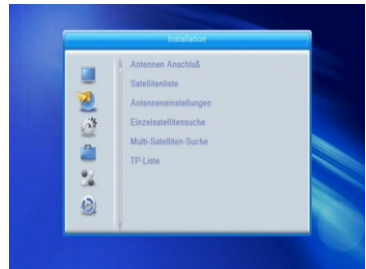 Installation
Antennen Anschluß
Satellitenliste
Antenneneinstellungen
Einzelsatellitensuche
Multi-Satelliten-Suche
TP-Liste